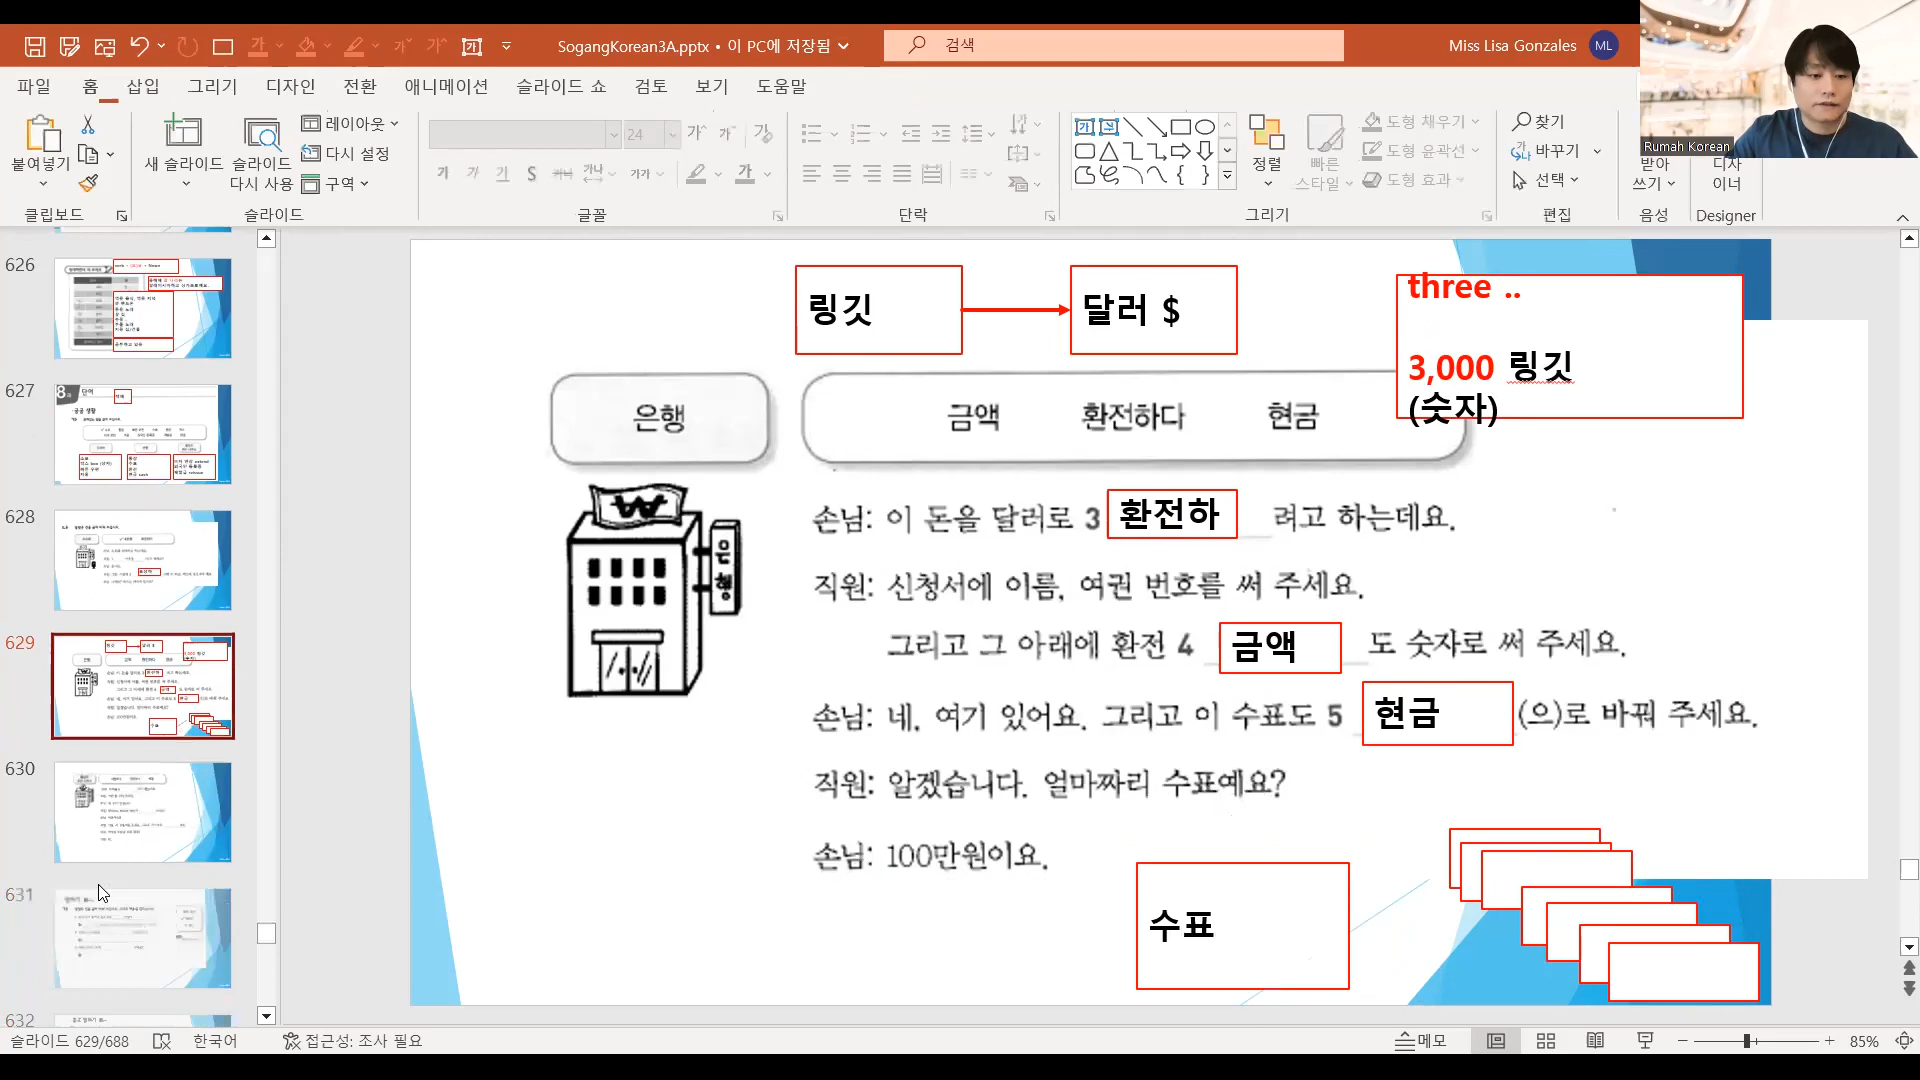 SogangKorean3A.pptx • 이 PC에 저장됨
검색
Miss Lisa Gonzales
ML
파일 홈 삽입 그리기 디자인 전환 애니메이션 슬라이드 쇼 검토 보기 도움말
Rumah Korean
붙여넣기
새 슬라이드
슬라이드 다시 사용
레이아웃
다시 설정
구역
24
정렬
빠른 스타일
도형 채우기
도형 윤곽선
도형 효과
찾기
바꾸기
선택
받아쓰기
디자이너
클립보드 슬라이드 글꼴 단락 그리기 편집 음성 Designer
626
627
628
629
630
631
632
링깃
달러 $
three ..
3,000 링깃
(숫자)
은행
금액 환전하다 현금
은행
손님: 이 돈을 달러로 3 환전하 려고 하는데요.
직원: 신청서에 이름, 여권 번호를 써 주세요.
그리고 그 아래에 환전 4 금액 도 숫자로 써 주세요.
손님: 네, 여기 있어요. 그리고 이 수표도 5 현금 (으)로 바꿔 주세요.
직원: 알겠습니다. 얼마짜리 수표예요?
손님: 100만원이요.
수표
슬라이드 629/688
한국어
접근성: 조사 필요
메모
85%